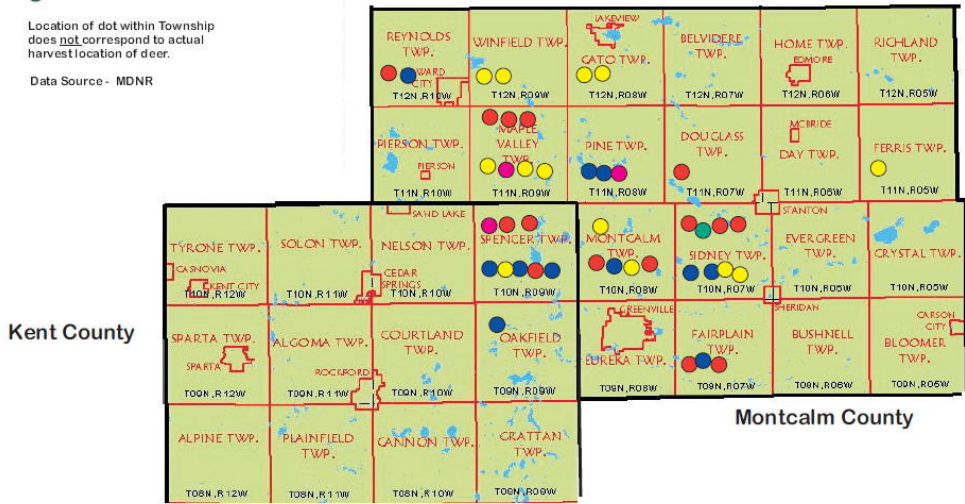 Location of dot within Township
does not correspond to actual
harvest location of deer.
Data Source - MDNR
LAKEVIEW
REYNOLDS
TWP.
WINFIELD TWP.
CATO TWP.
BELVIDERE
TWP.
HOME TWP.
EDMORE
RICHLAND
TWP.
WARD
CITY
T12N,R10W
T12N,R09W
T12N,R08W
T12N,R07W
T12N,R06W
T12N,R05W
PIERSON TWP.
PIERSON
MAPLE
VALLEY
TWP.
PINE TWP.
DOUGLASS
TWP.
MCBRIDE
DAY TWP.
FERRIS TWP.
T11N,R10W
T11N,R09W
T11N,R08W
T11N,R07W
T11N,R06W
T11N,R05W
SAND LAKE
STANTON
TYRONE TWP.
SOLON TWP.
NELSON TWP.
SPENCER TWP.
MONTCALM
TWP.
SIDNEY TWP.
EVERGREEN
TWP.
CRYSTAL TWP.
CASNOVIA
KENT CITY
CEDAR
SPRINGS
T10N,R12W
T10N,R11W
T10N,R10W
T10N,R09W
T10N,R08W
T10N,R07W
T10N,R06W
T10N,R05W
Kent County
SPARTA TWP.
SPARTA
ALGOMA TWP.
ROCKFORD
COURTLAND
TWP.
OAKFIELD
TWP.
GREENVILLE
EUREKA TWP.
FAIRPLAIN
TWP.
SHERIDAN
BUSHNELL
TWP.
CARSON
CITY
BLOOMER
TWP.
T09N,R12W
T09N,R11W
T09N,R10W
T09N,R09W
T09N,R08W
T09N,R07W
T09N,R06W
T09N,R05W
Montcalm County
ALPINE TWP.
PLAINFIELD
TWP.
CANNON TWP.
GRATTAN
TWP.
T08N,R12W
T08N,R11W
T08N,R10W
T08N,R09W